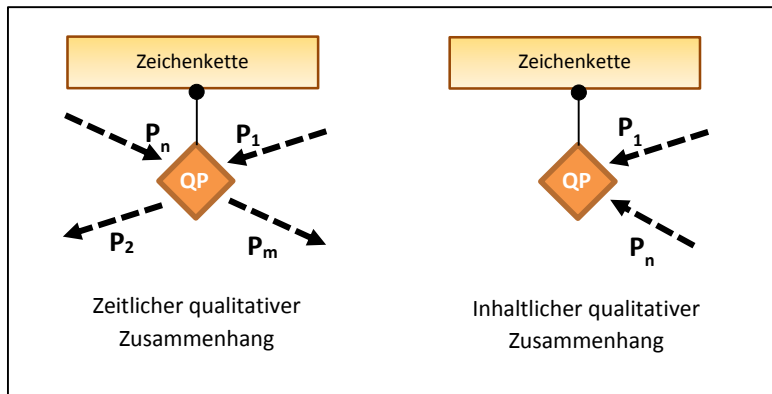 Zeichenkette
Pn
P1
QP
P2
Pm
Zeitlicher qualitativer
Zusammenhang
Zeichenkette
P1
QP
Pn
Inhaltlicher qualitativer
Zusammenhang